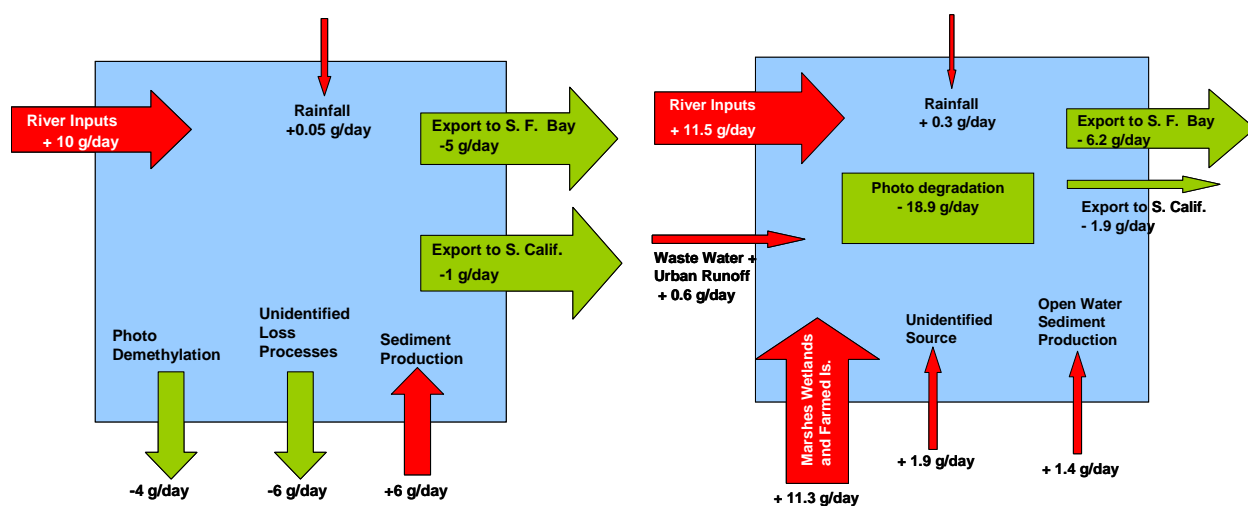 River Inputs
+ 10 g/day
Rainfall
+0.05 g/day
Export to S. F. Bay
-5 g/day
Export to S. Calif.
-1 g/day
Photo
Demethylation
-4 g/day
Unidentified
Loss
Processes
-6 g/day
Sediment
Production
+6 g/day
River Inputs
+ 11.5 g/day
Rainfall
+ 0.3 g/day
Export to S. F. Bay
- 6.2 g/day
Photo degradation
- 18.9 g/day
Export to S. Calif.
- 1.9 g/day
Waste Water +
Urban Runoff
+ 0.6 g/day
Marshes Wetlands
and Farmed Is.
+ 11.3 g/day
Unidentified
Source
+ 1.9 g/day
Open Water
Sediment
Production
+ 1.4 g/day